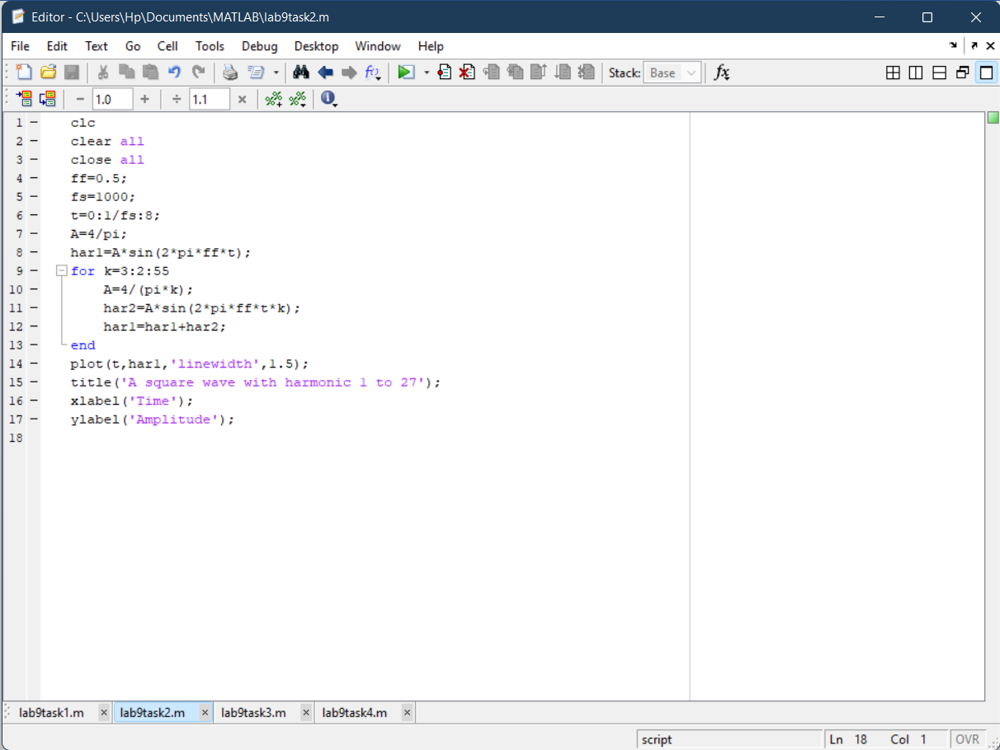 Editor - C:\Users\Hp\Documents\MATLAB\lab9task2.m
File Edit Text Go Cell Tools Debug Desktop Window Help
Stack: Base fx
− 1.0 + ÷ 1.1 ×
1 − clc
2 − clear all
3 − close all
4 − ff=0.5;
5 − fs=1000;
6 − t=0:1/fs:8;
7 − A=4/pi;
8 − har1=A*sin(2*pi*ff*t);
9 − for k=3:2:55
10 − A=4/(pi*k);
11 − har2=A*sin(2*pi*ff*t*k);
12 − har1=har1+har2;
13 − end
14 − plot(t,har1,'linewidth',1.5);
15 − title('A square wave with harmonic 1 to 27');
16 − xlabel('Time');
17 − ylabel('Amplitude');
18
lab9task1.m × lab9task2.m × lab9task3.m × lab9task4.m ×
script Ln 18 Col 1 OVR